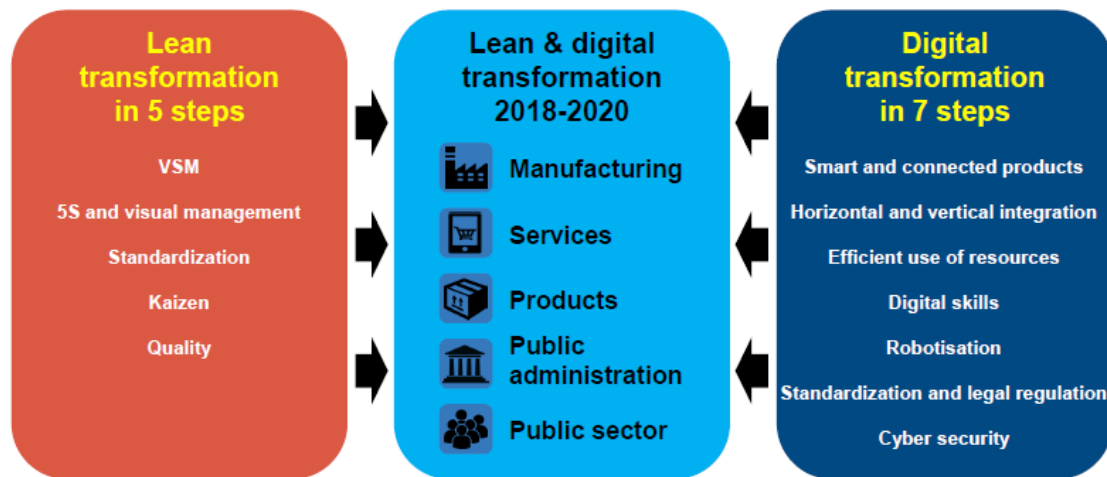 Lean
transformation
in 5 steps
VSM
5S and visual management
Standardization
Kaizen
Quality
Lean & digital
transformation
2018-2020
Manufacturing
Services
Products
Public
administration
Public sector
Digital
transformation
in 7 steps
Smart and connected products
Horizontal and vertical integration
Efficient use of resources
Digital skills
Robotisation
Standardization and legal regulation
Cyber security